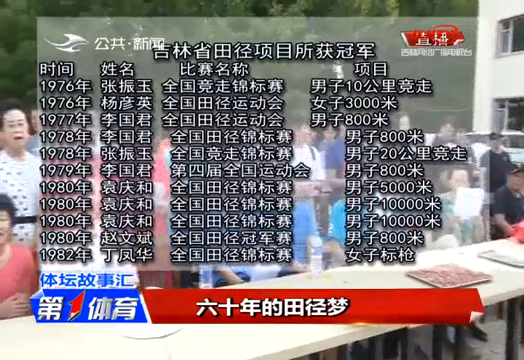 公共·新闻
直播
吉林网络广播电视台
吉林省田径项目所获冠军
时间 姓名 比赛名称 项目
1976年 张振玉 全国竞走锦标赛 男子10公里竞走
1976年 杨彦英 全国田径运动会 女子3000米
1977年 李国君 全国田径运动会 男子800米
1978年 李国君 全国田径锦标赛 男子800米
1978年 张振玉 全国竞走锦标赛 男子20公里竞走
1979年 李国君 第四届全国运动会 男子800米
1980年 袁庆和 全国田径锦标赛 男子5000米
1980年 袁庆和 全国田径锦标赛 男子10000米
1980年 袁庆和 全国田径锦标赛 男子10000米
1980年 赵文斌 全国田径冠军赛 男子800米
1982年 丁凤华 全国田径锦标赛 女子标枪
体坛故事汇
第1体育
六十年的田径梦